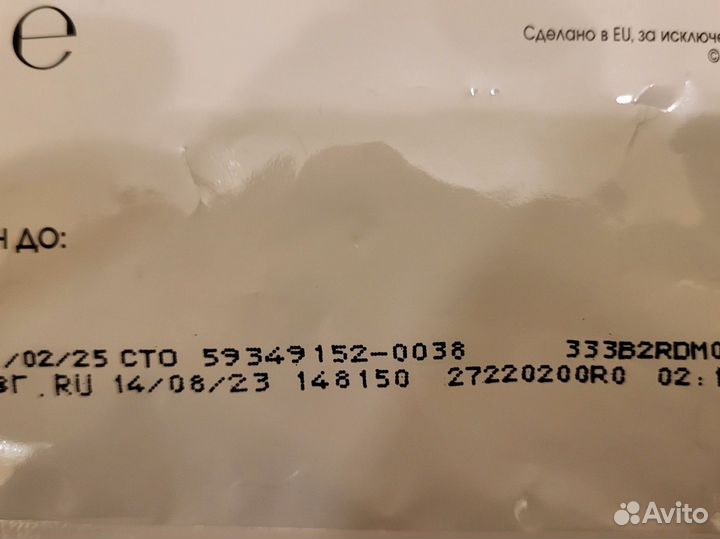 e
Сделано в EU, за исключе
©
Н ДО:
/02/25 СТО 59349152-0038 333B2RDM0
ВГ.RU 14/08/23 148150 27220200R0 02:
Avito